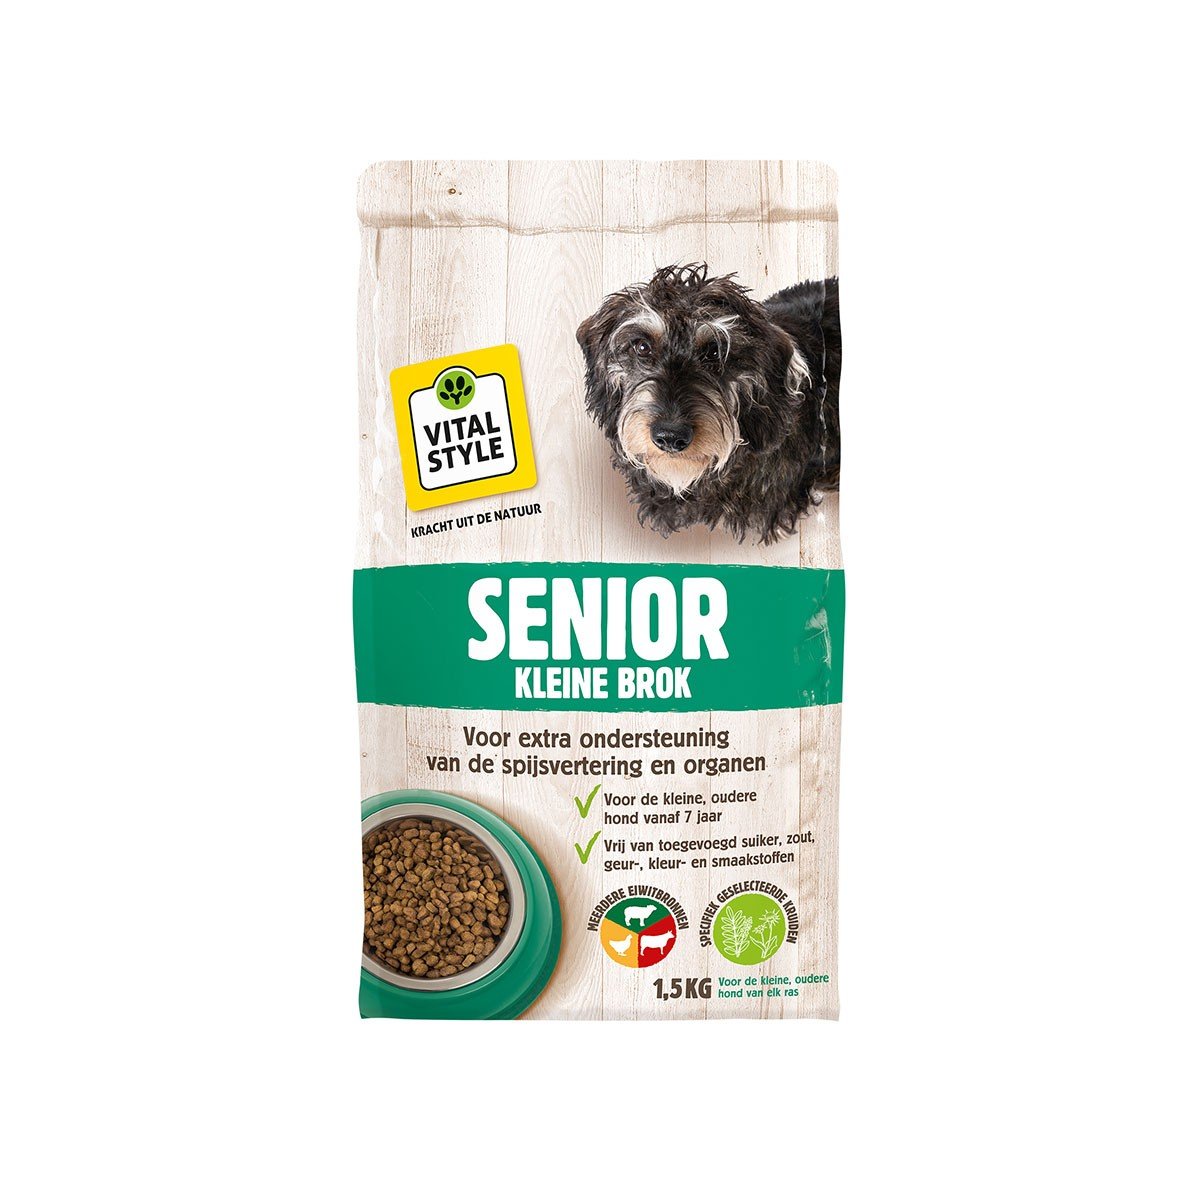 VITAL
STYLE
KRACHT UIT DE NATUUR
SENIOR
KLEINE BROK
Voor extra ondersteuning
van de spijsvertering en organen
Voor de kleine, oudere
hond vanaf 7 jaar
Vrij van toegevoegd suiker, zout,
geur-, kleur- en smaakstoffen
MEERDERE EIWITBRONNEN
SPECIFIEK GESELECTEERDE KRUIDEN
1,5 KG
Voor de kleine, oudere
hond van elk ras